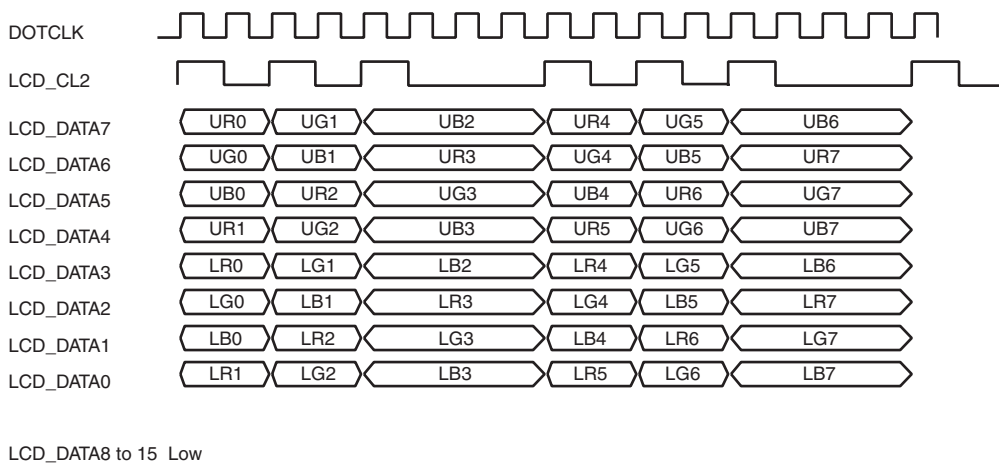 DOTCLK
LCD_CL2
LCD_DATA7 UR0 UG1 UB2 UR4 UG5 UB6
LCD_DATA6 UG0 UB1 UR3 UG4 UB5 UR7
LCD_DATA5 UB0 UR2 UG3 UB4 UR6 UG7
LCD_DATA4 UR1 UG2 UB3 UR5 UG6 UB7
LCD_DATA3 LR0 LG1 LB2 LR4 LG5 LB6
LCD_DATA2 LG0 LB1 LR3 LG4 LB5 LR7
LCD_DATA1 LB0 LR2 LG3 LB4 LR6 LG7
LCD_DATA0 LR1 LG2 LB3 LR5 LG6 LB7
LCD_DATA8 to 15 Low